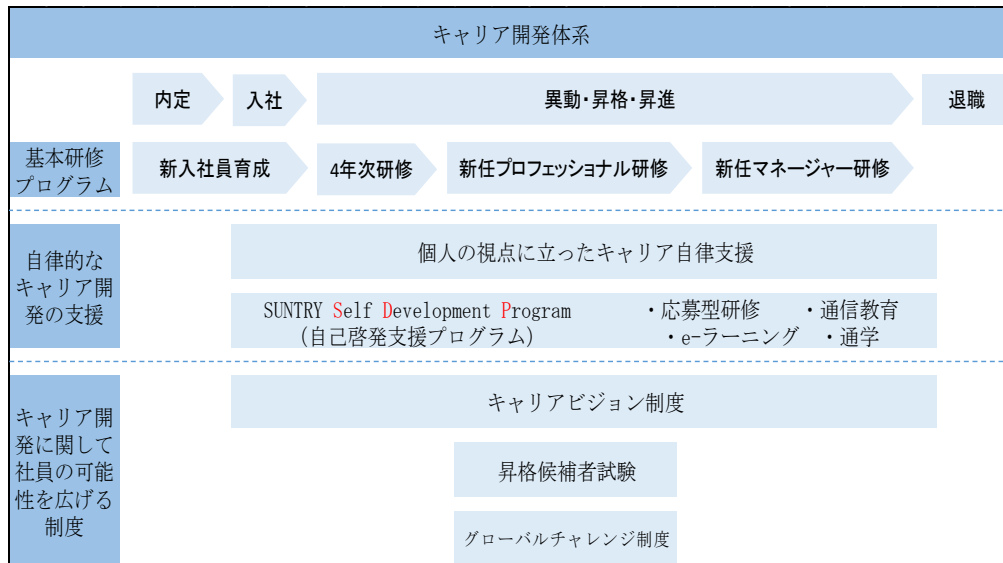 キャリア開発体系
内定
入社
異動・昇格・昇進
退職
基本研修
プログラム
新入社員育成
4年次研修
新任プロフェッショナル研修
新任マネージャー研修
自律的な
キャリア開
発の支援
個人の視点に立ったキャリア自律支援
SUNTRY Self Development Program
(自己啓発支援プログラム)
・応募型研修 ・通信教育
・e-ラーニング ・通学
キャリア開
発に関して
社員の可能
性を広げる
制度
キャリアビジョン制度
昇格候補者試験
グローバルチャレンジ制度